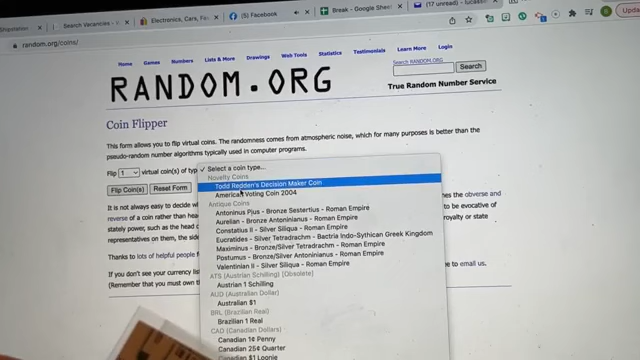 Search Vacancies -
Electronics, Cars, Fa
(5) Facebook
Break - Google Shee
(17 unread) -
Upda
random.org/coins/
Home Games Numbers Lists & More Drawings Web Tools Statistics Testimonials Learn More Login
RANDOM.ORG
Search RANDOM.ORG
Search
True Random Number Service
Coin Flipper
This form allows you to flip virtual coins. The randomness comes from atmospheric noise, which for many purposes is better than the
pseudo-random number algorithms typically used in computer programs.
Flip 1 virtual coin(s) of typ
Flip Coin(s) Reset Form
✓ Select a coin type...
Novelty Coins
Todd Redden's Decision Maker Coin
American Voting Coin 2004
Antique Coins
Antoninus Pius - Bronze Sestertius - Roman Empire
Aurelian - Bronze Antoninianus - Roman Empire
Constatius II - Silver Siliqua - Roman Empire
Eucratides - Silver Tetradrachm - Bactria Indo-Sythican Greek Kingdom
Maximinus - Bronze/Silver Tetradrachm - Roman Empire
Postumus - Bronze/Silver Antoninianus - Roman Empire
Valentinian II - Silver Siliqua - Roman Empire
ATS (Austrian Schilling) [Obsolete]
Austrian 1 Schilling
AUD (Australian Dollar)
Australian $1
BRL (Brazilian Real)
Brazilian 1 Real
CAD (Canadian Dollars)
Canadian 1¢ Penny
Canadian 25¢ Quarter
Canadian $1 Loonie
It is not always easy to decide w
es the obverse and
reverse of a coin rather than hea
to be evocative of
stately power, such as the head
royalty or state
representatives on them, the side
Thanks to lots of helpful people
If you don't see your currency lis
e to email us.
(Remember that you must own t